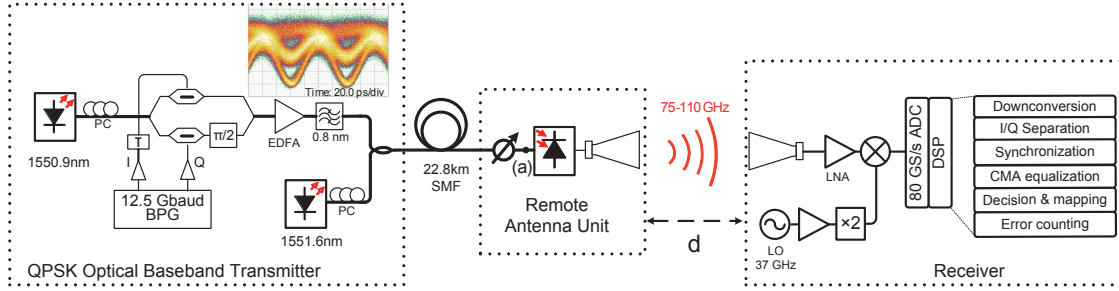 Time: 20.0 ps/div
PC
1550.9nm
T
I
Q
π/2
EDFA
0.8 nm
12.5 Gbaud
BPG
PC
1551.6nm
QPSK Optical Baseband Transmitter
22.8km
SMF
(a)
Remote
Antenna Unit
75-110 GHz
d
LNA
LO
37 GHz
×2
80 GS/s ADC
DSP
Downconversion
I/Q Separation
Synchronization
CMA equalization
Decision & mapping
Error counting
Receiver